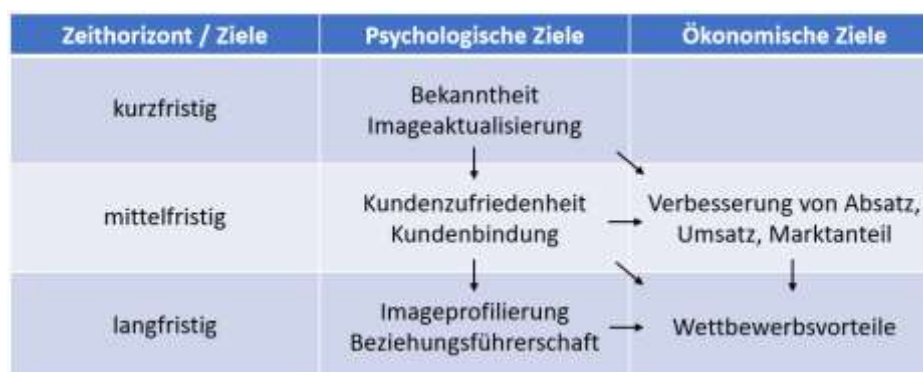 Zeithorizont / Ziele Psychologische Ziele Ökonomische Ziele
kurzfristig
Bekanntheit
Imageaktualisierung
mittelfristig
Kundenzufriedenheit
Kundenbindung
Verbesserung von Absatz,
Umsatz, Marktanteil
langfristig
Imageprofilierung
Beziehungsführerschaft
Wettbewerbsvorteile